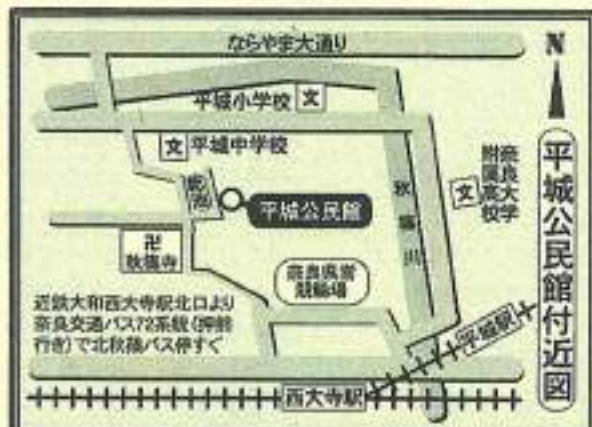 平城公民館付近図
N
ならやま大通り
平城小学校 文
文 平城中学校
奈良大学
附属高校
文
秋篠川
平城公民館
卍
秋篠寺
奈良県営
競輪場
近鉄大和西大寺駅北口より
奈良交通バス72系統(押熊
行き)で北秋篠バス停すぐ
平城駅
西大寺駅